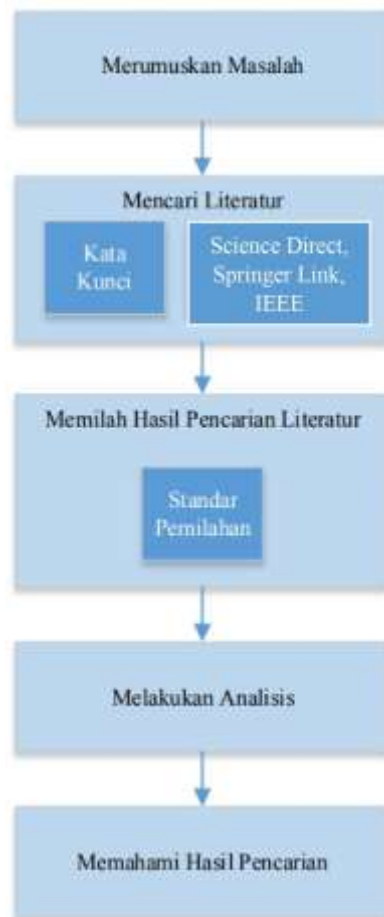 Merumuskan Masalah
Mencari Literatur
Kata
Kunci
Science Direct,
Springer Link,
IEEE
Memilah Hasil Pencarian Literatur
Standar
Pemilahan
Melakukan Analisis
Memahami Hasil Pencarian